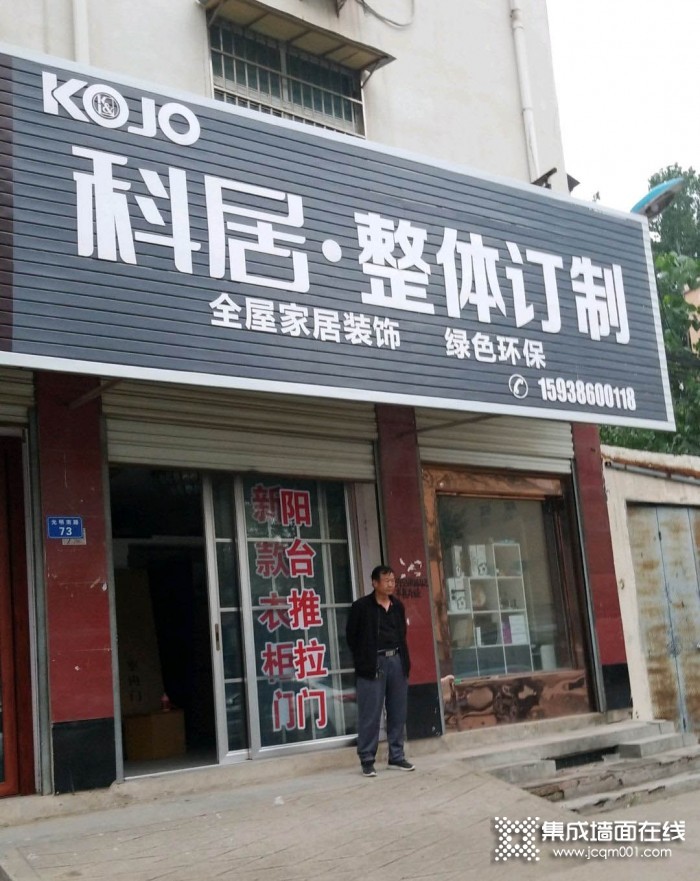 KOJO
科居·整体订制
全屋家居装饰 绿色环保
15938600118
73
新款衣柜门
阳台推拉门
集成墙面在线
www.jcqm001.com